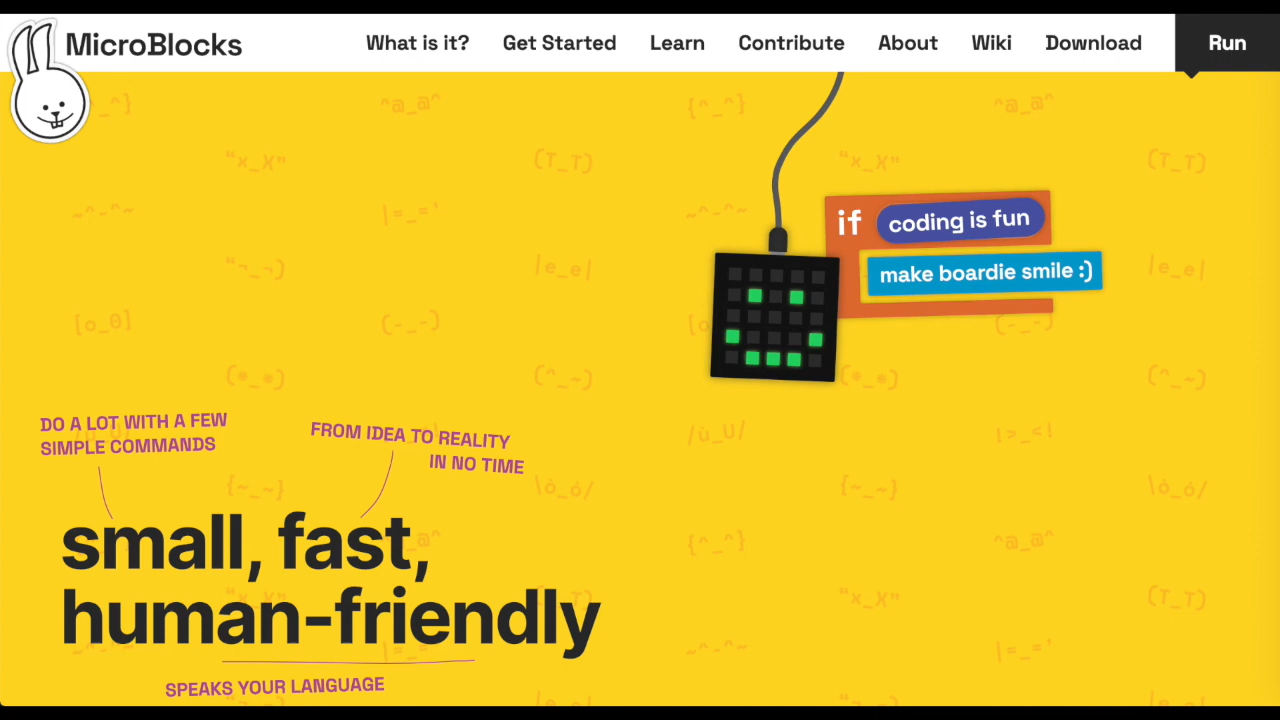 MicroBlocks
What is it? Get Started Learn Contribute About Wiki Download Run
if coding is fun
make boardie smile :)
DO A LOT WITH A FEW
SIMPLE COMMANDS
FROM IDEA TO REALITY
IN NO TIME
small, fast,
human-friendly
SPEAKS YOUR LANGUAGE